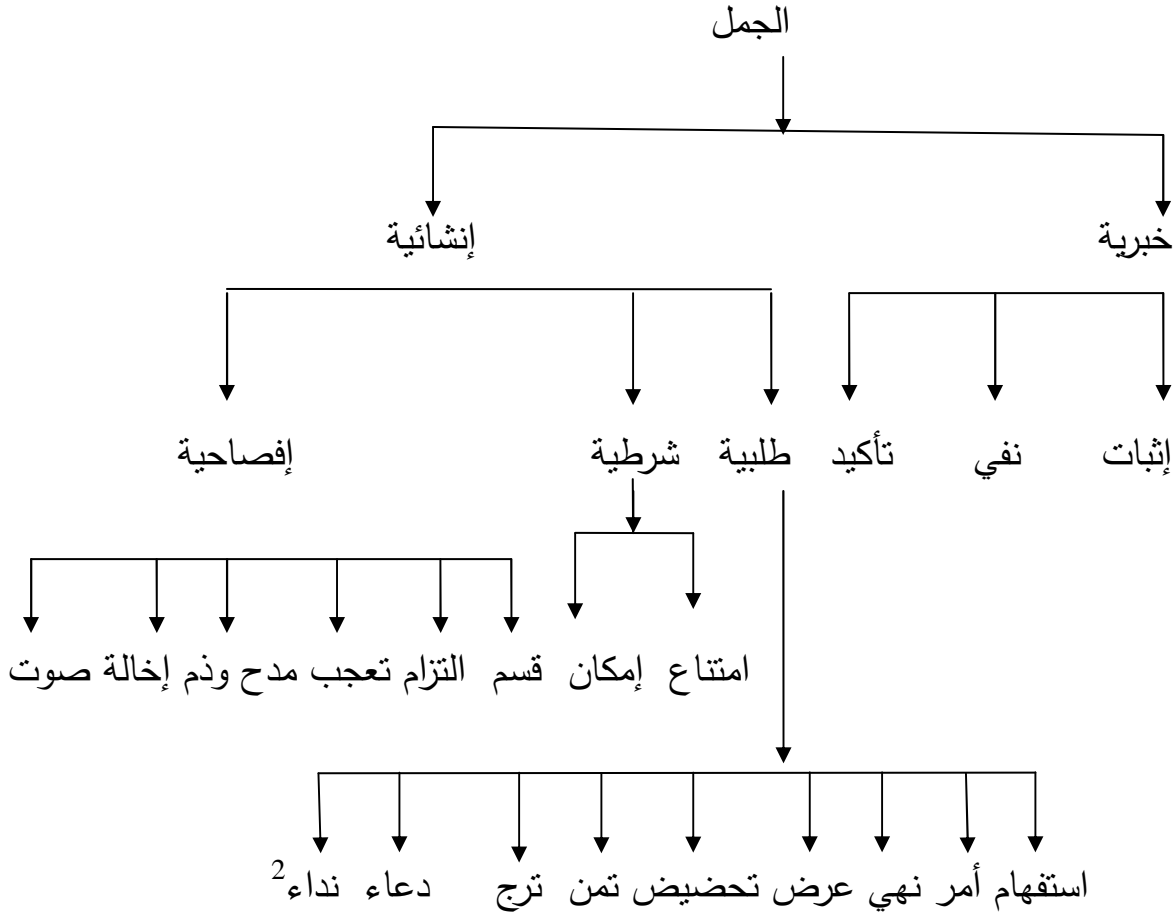 الجمل
خبرية إنشائية
إثبات نفي تأكيد طلبية شرطية إفصاحية
امتناع إمكان قسم التزام تعجب مدح وذم إخالة صوت
استفهام أمر نهي عرض تحضيض تمن ترج دعاء نداء2